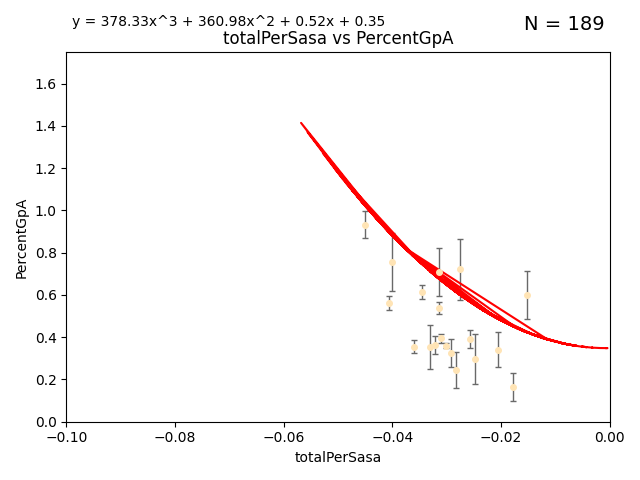 y = 378.33x^3 + 360.98x^2 + 0.52x + 0.35
N = 189
totalPerSasa vs PercentGpA
1.6
1.4
1.2
1.0
0.8
0.6
0.4
0.2
0.0
PercentGpA
−0.10 −0.08 −0.06 −0.04 −0.02 0.00
totalPerSasa